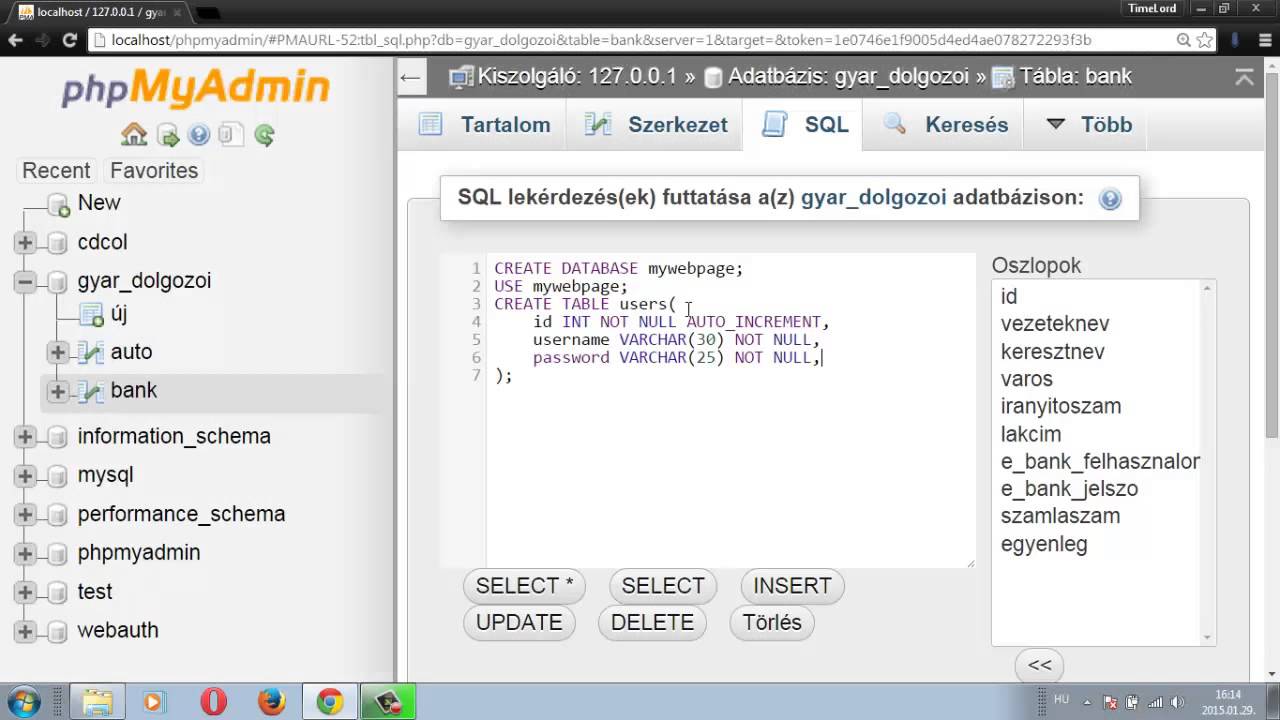 localhost / 127.0.0.1 / gya
TimeLord
localhost/phpmyadmin/#PMAURL-52:tbl_sql.php?db=gyar_dolgozoi&table=bank&server=1&target=&token=1e0746e1f9005d4ed4ae078272293f3b
phpMyAdmin
Recent Favorites
New
cdcol
gyar_dolgozoi
új
auto
bank
information_schema
mysql
performance_schema
phpmyadmin
test
webauth
Kiszolgáló: 127.0.0.1 » Adatbázis: gyar_dolgozoi » Tábla: bank
Tartalom Szerkezet SQL Keresés Több
SQL lekérdezés(ek) futtatása a(z) gyar_dolgozoi adatbázison:
1 CREATE DATABASE mywebpage;
2 USE mywebpage;
3 CREATE TABLE users(
4 id INT NOT NULL AUTO_INCREMENT,
5 username VARCHAR(30) NOT NULL,
6 password VARCHAR(25) NOT NULL,
7 );
Oszlopok
id
vezeteknev
keresztnev
varos
iranyitoszam
lakcim
e_bank_felhasznalor
e_bank_jelszo
szamlaszam
egyenleg
SELECT * SELECT INSERT
UPDATE DELETE Törlés
<<
HU
16:14
2015.01.29.